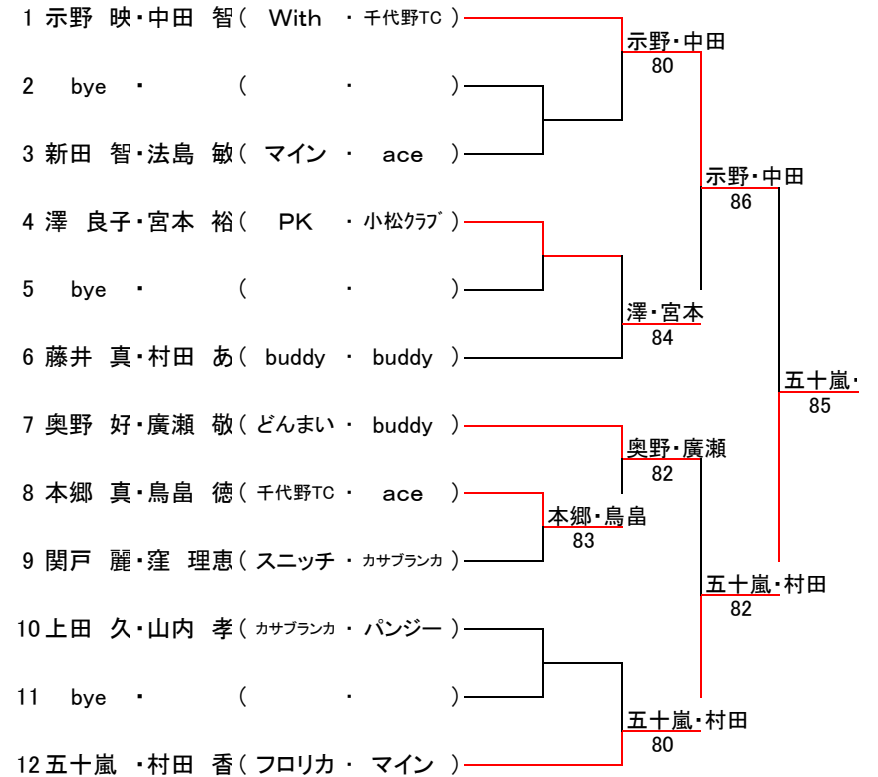 1 示野 映・中田 智( With ・ 千代野TC )
示野・中田
80
2 bye ・ ( ・ )
3 新田 智・法島 敏( マイン ・ ace )
示野・中田
86
4 澤 良子・宮本 裕( PK ・ 小松ｸﾗﾌﾞ )
5 bye ・ ( ・ )
澤・宮本
84
6 藤井 真・村田 あ( buddy ・ buddy )
五十嵐・
85
7 奥野 好・廣瀬 敬( どんまい ・ buddy )
奥野・廣瀬
82
8 本郷 真・鳥畠 徳( 千代野TC ・ ace )
本郷・鳥畠
83
9 関戸 麗・窪 理恵( スニッチ ・ カサブランカ )
五十嵐・村田
82
10 上田 久・山内 孝( カサブランカ ・ パンジー )
11 bye ・ ( ・ )
五十嵐・村田
80
12 五十嵐 ・村田 香( フロリカ ・ マイン )